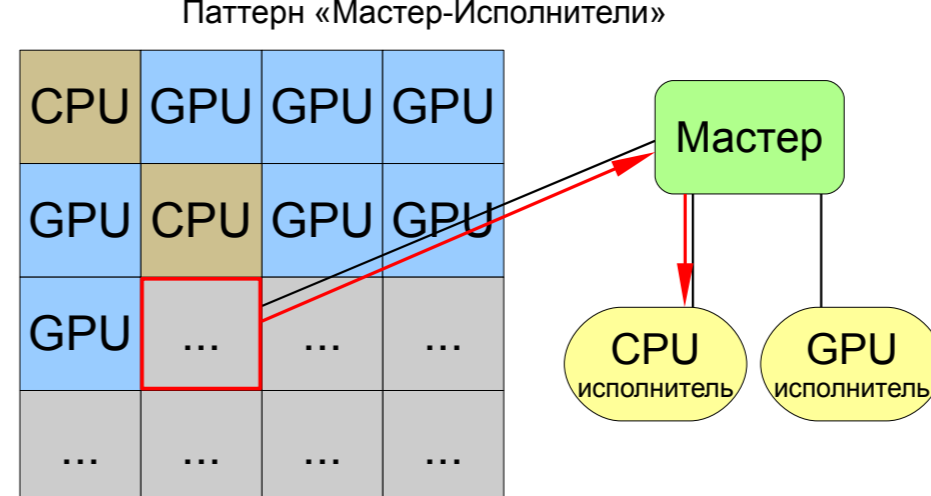 Паттерн «Мастер-Исполнители»
CPU GPU GPU GPU
GPU CPU GPU GPU
GPU ... ... ...
... ... ... ...
Мастер
CPU
исполнитель
GPU
исполнитель